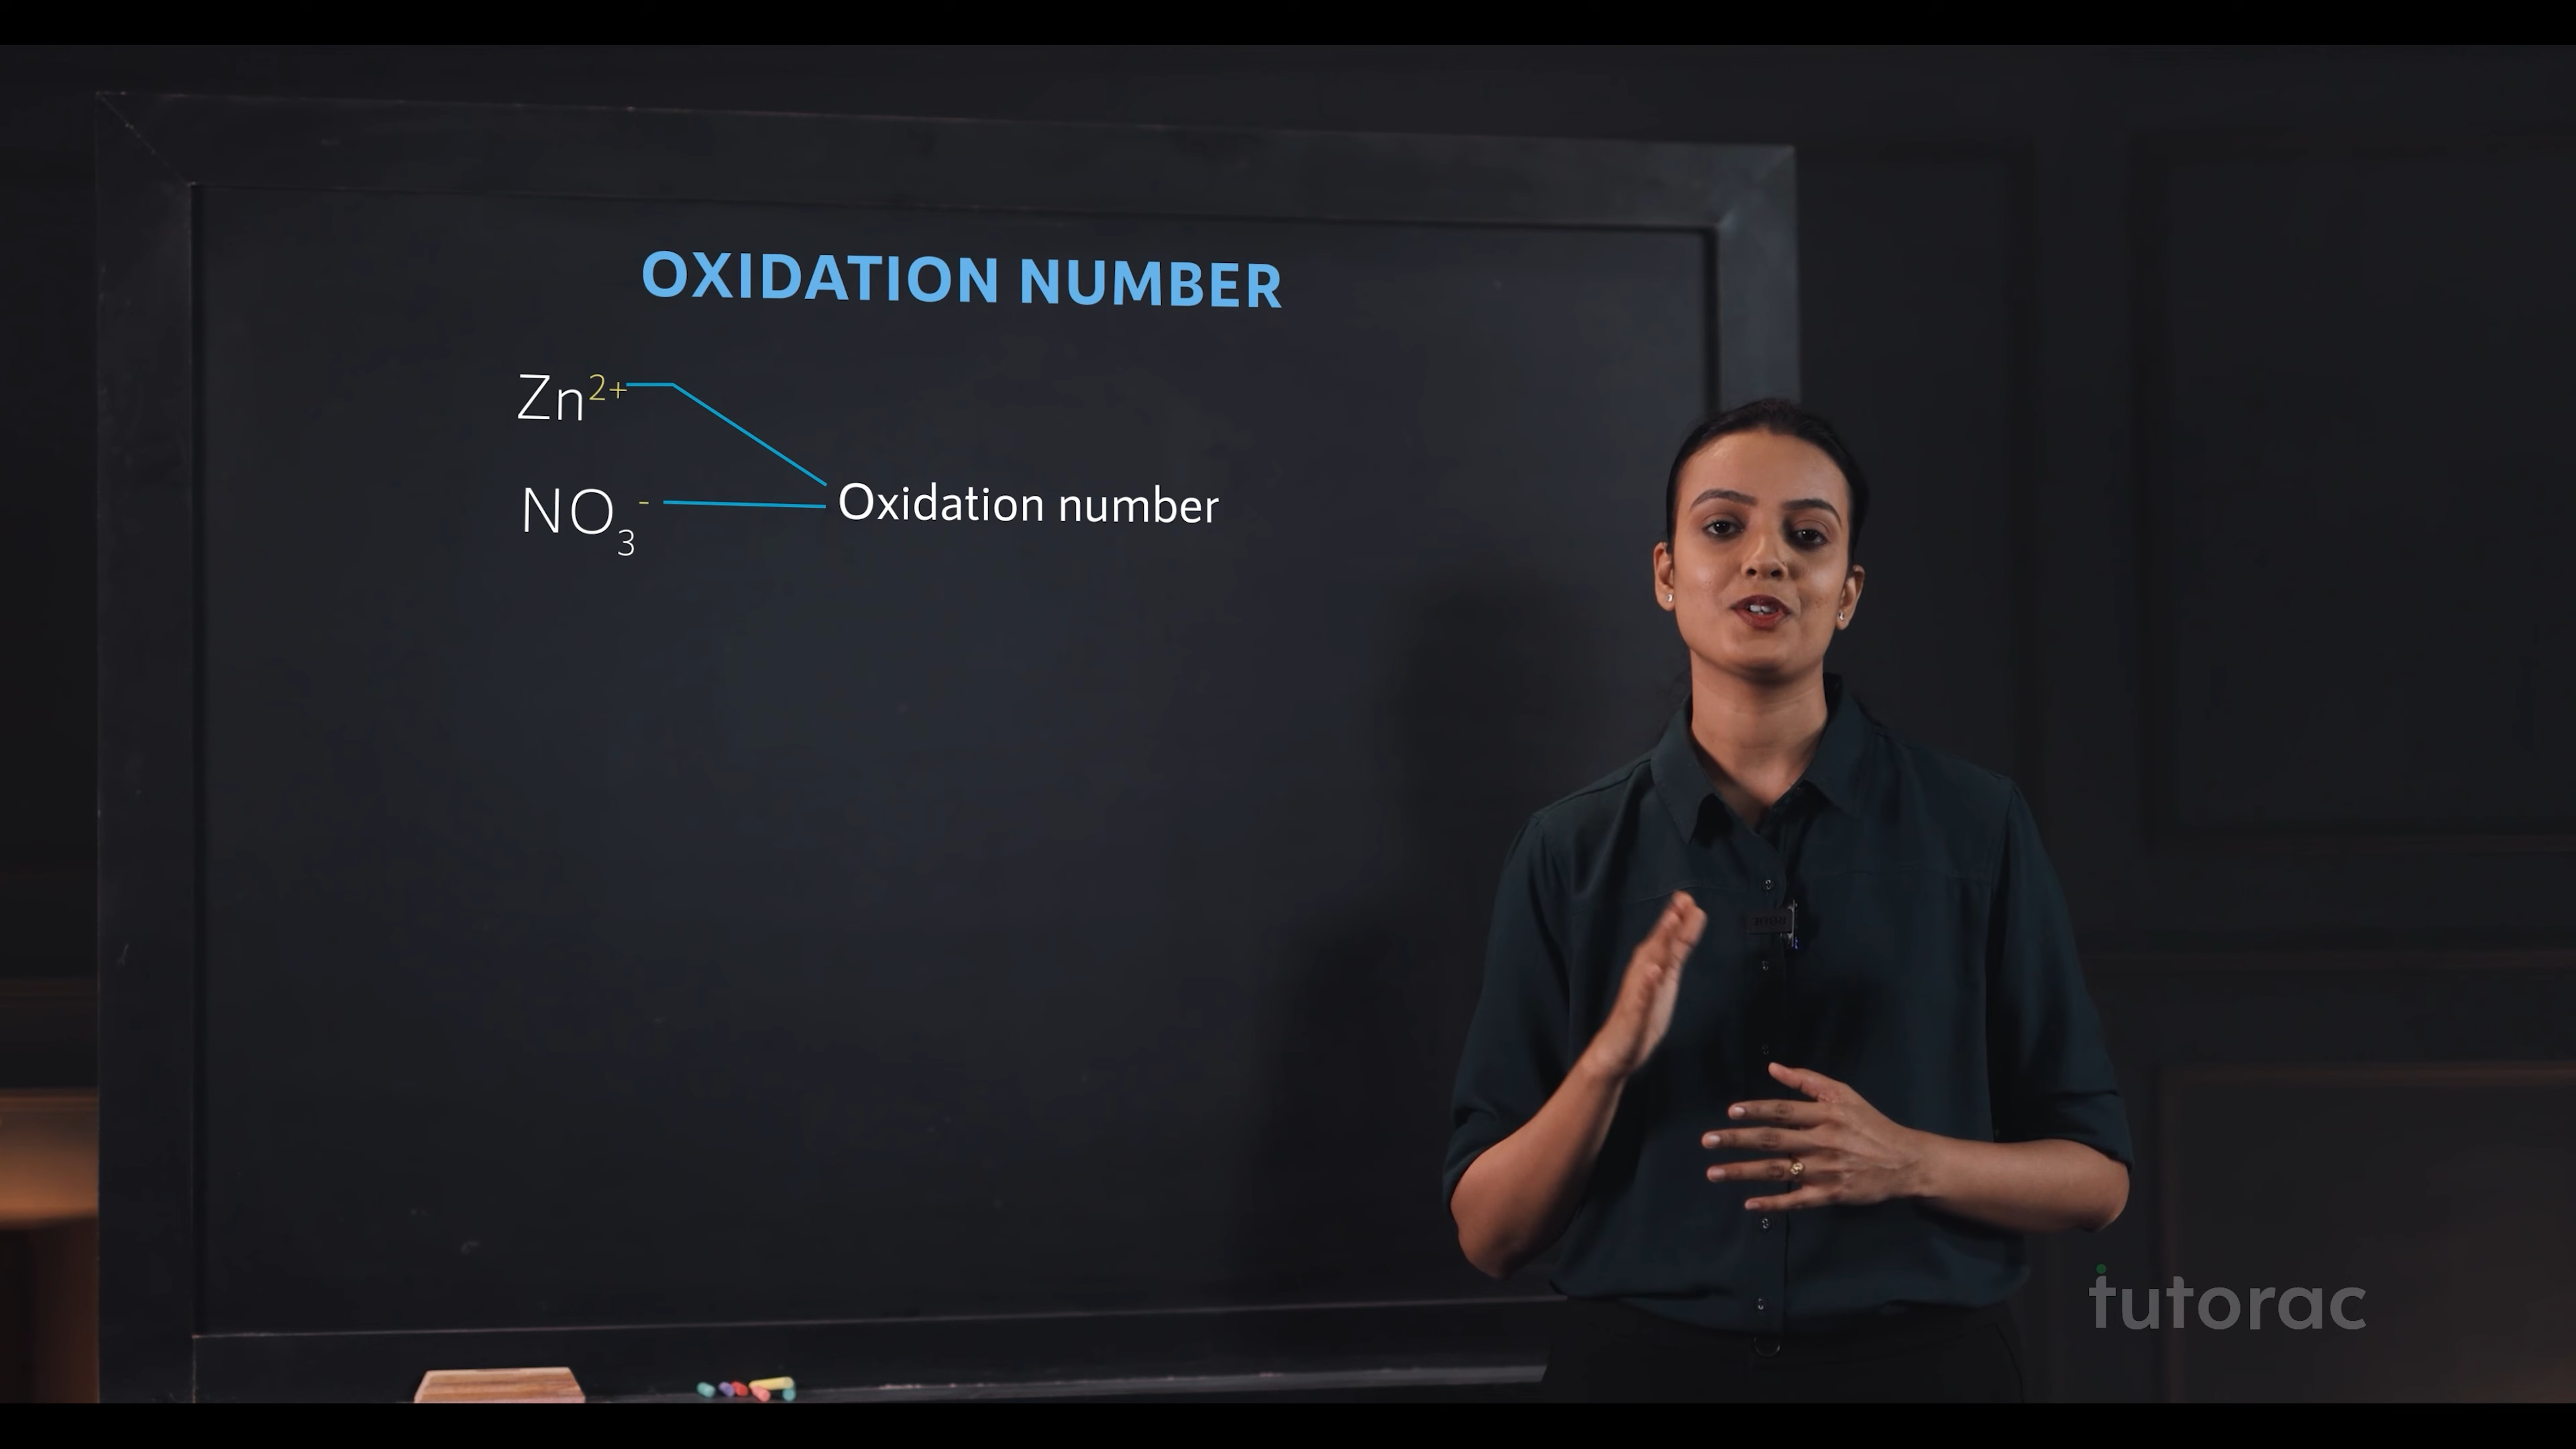 OXIDATION NUMBER
Zn²⁺
NO₃⁻
Oxidation number
tutorac